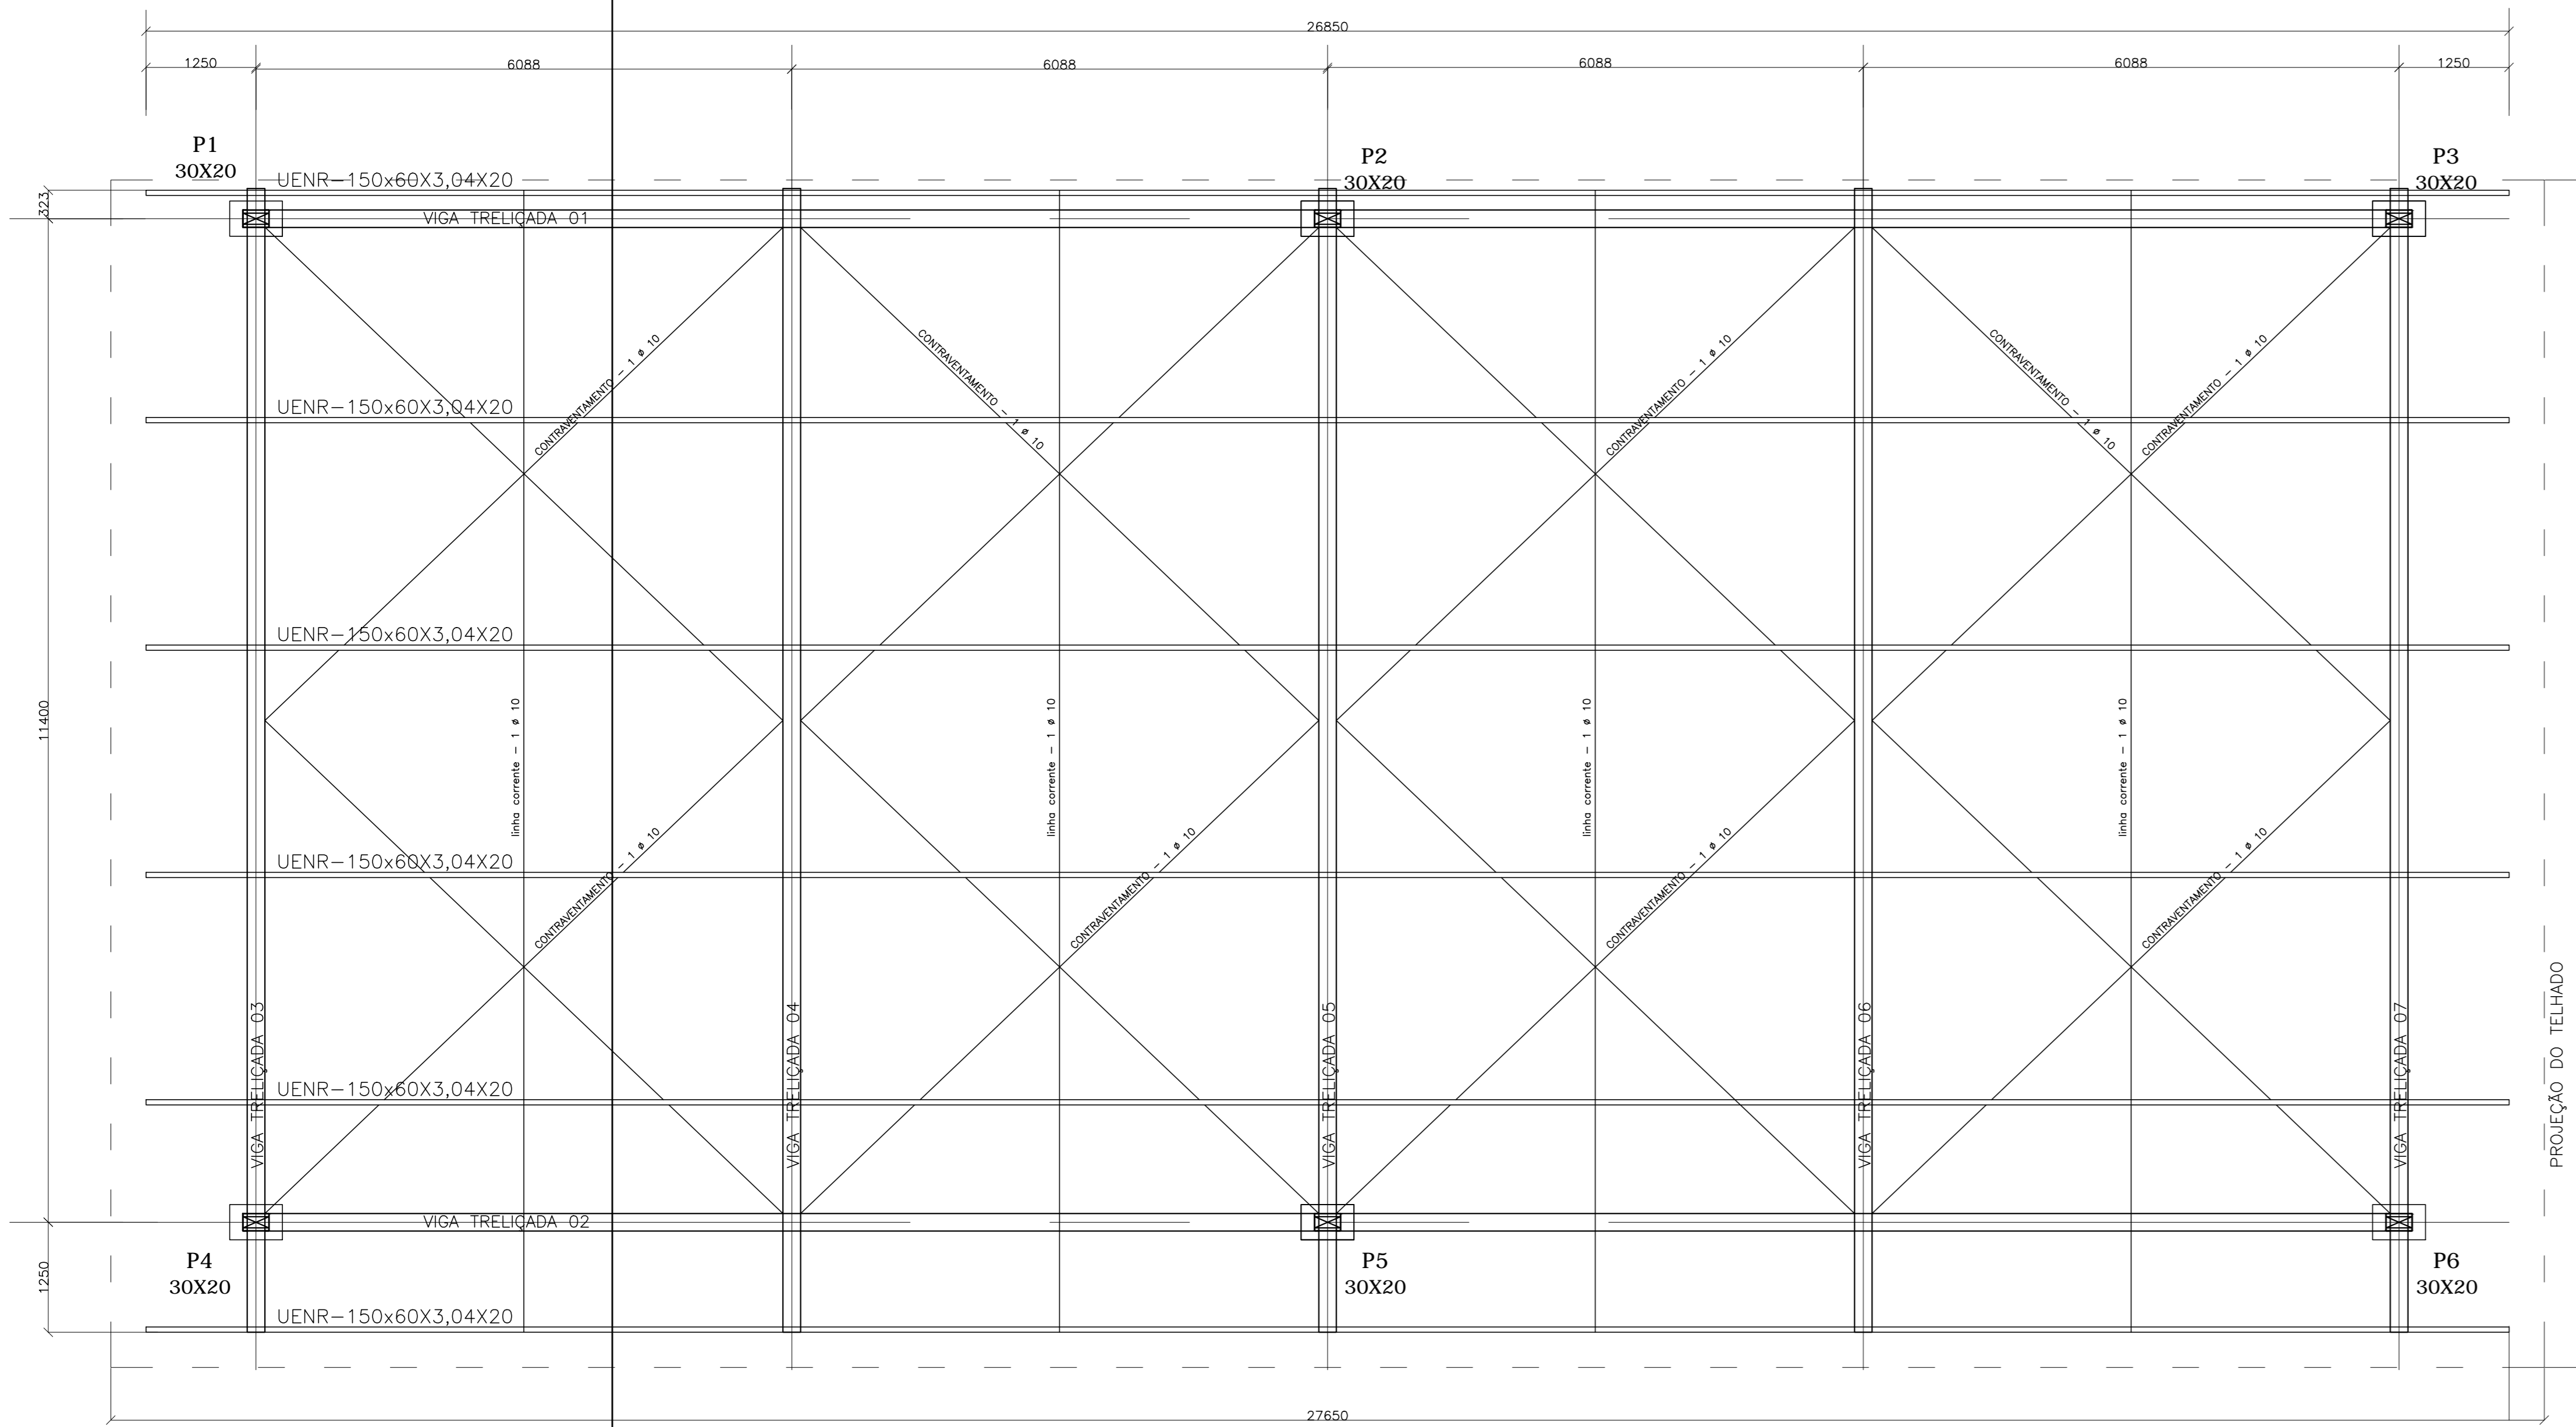 26850
1250
6088
6088
6088
6088
1250
P1
30X20
P2
30X20
P3
30X20
323
UENR-150x60X3,04X20
VIGA TRELIÇADA 01
CONTRAVENTAMENTO - 1 ø 10
CONTRAVENTAMENTO - 1 ø 10
CONTRAVENTAMENTO - 1 ø 10
CONTRAVENTAMENTO - 1 ø 10
CONTRAVENTAMENTO - 1 ø 10
UENR-150x60X3,04X20
UENR-150x60X3,04X20
11400
linha corrente - 1 ø 10
linha corrente - 1 ø 10
linha corrente - 1 ø 10
linha corrente - 1 ø 10
UENR-150x60X3,04X20
CONTRAVENTAMENTO - 1 ø 10
CONTRAVENTAMENTO - 1 ø 10
CONTRAVENTAMENTO - 1 ø 10
CONTRAVENTAMENTO - 1 ø 10
VIGA TRELIÇADA 03
VIGA TRELIÇADA 04
VIGA TRELIÇADA 05
VIGA TRELIÇADA 06
VIGA TRELIÇADA 07
PROJEÇÃO DO TELHADO
UENR-150x60X3,04X20
VIGA TRELIÇADA 02
1250
P4
30X20
P5
30X20
P6
30X20
UENR-150x60X3,04X20
27650